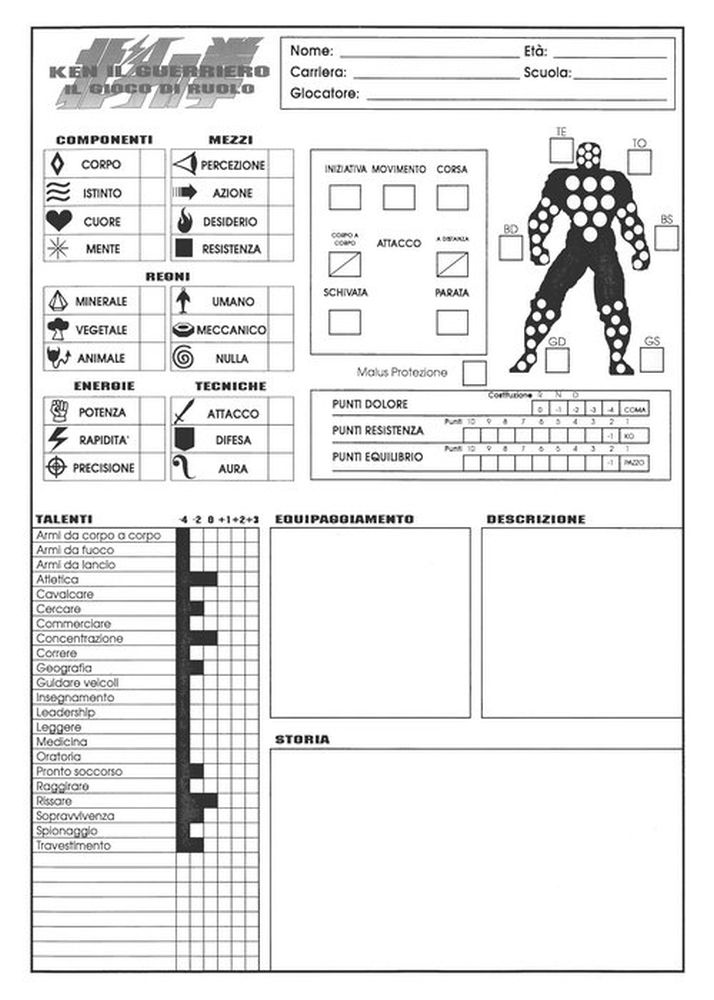 KEN IL GUERRIERO
IL GIOCO DI RUOLO
Nome: Età:
Carriera: Scuola:
Giocatore:
COMPONENTI MEZZI
CORPO PERCEZIONE
ISTINTO AZIONE
CUORE DESIDERIO
MENTE RESISTENZA
REGNI
MINERALE UMANO
VEGETALE MECCANICO
ANIMALE NULLA
ENERGIE TECNICHE
POTENZA ATTACCO
RAPIDITA' DIFESA
PRECISIONE AURA
INIZIATIVA MOVIMENTO CORSA
CORPO A
CORPO ATTACCO A DISTANZA
SCHIVATA PARATA
TE
TO
BD
BS
GD
GS
Malus Protezione
Costituzione R N D
PUNTI DOLORE 0 -1 -2 -3 -4 COMA
Punti 10 9 8 7 6 5 4 3 2 1
PUNTI RESISTENZA -1 KO
Punti 10 9 8 7 6 5 4 3 2 1
PUNTI EQUILIBRIO -1 PAZZO
TALENTI -4 -2 0 +1 +2 +3
Armi da corpo a corpo
Armi da fuoco
Armi da lancio
Atletica
Cavalcare
Cercare
Commerciare
Concentrazione
Correre
Geografia
Guidare veicoli
Insegnamento
Leadership
Leggere
Medicina
Oratoria
Pronto soccorso
Raggirare
Rissare
Sopravvivenza
Spionaggio
Travestimento
EQUIPAGGIAMENTO
DESCRIZIONE
STORIA